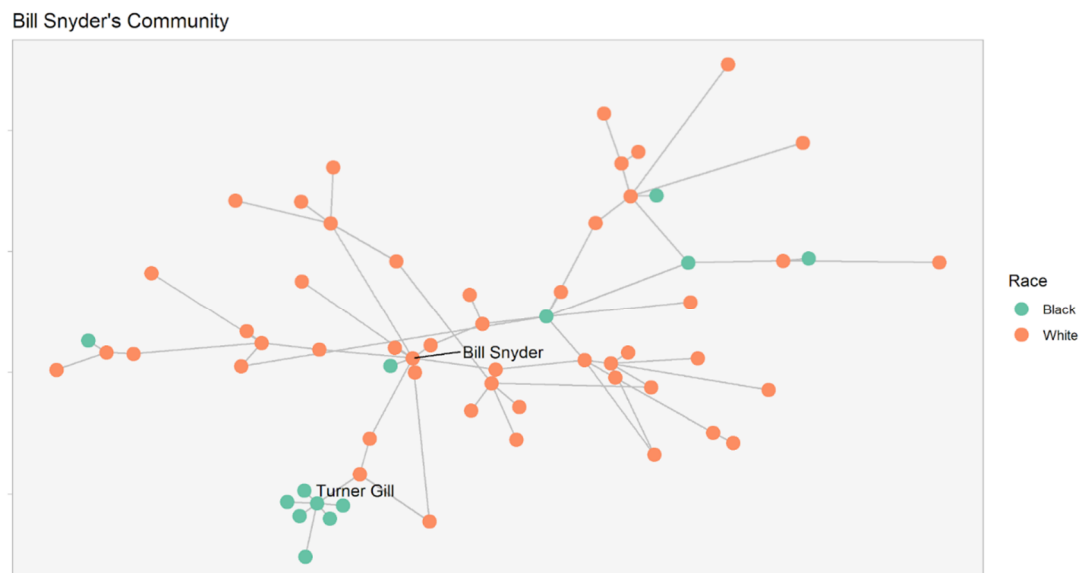 Bill Snyder's Community
Race
Black
White
Bill Snyder
Turner Gill